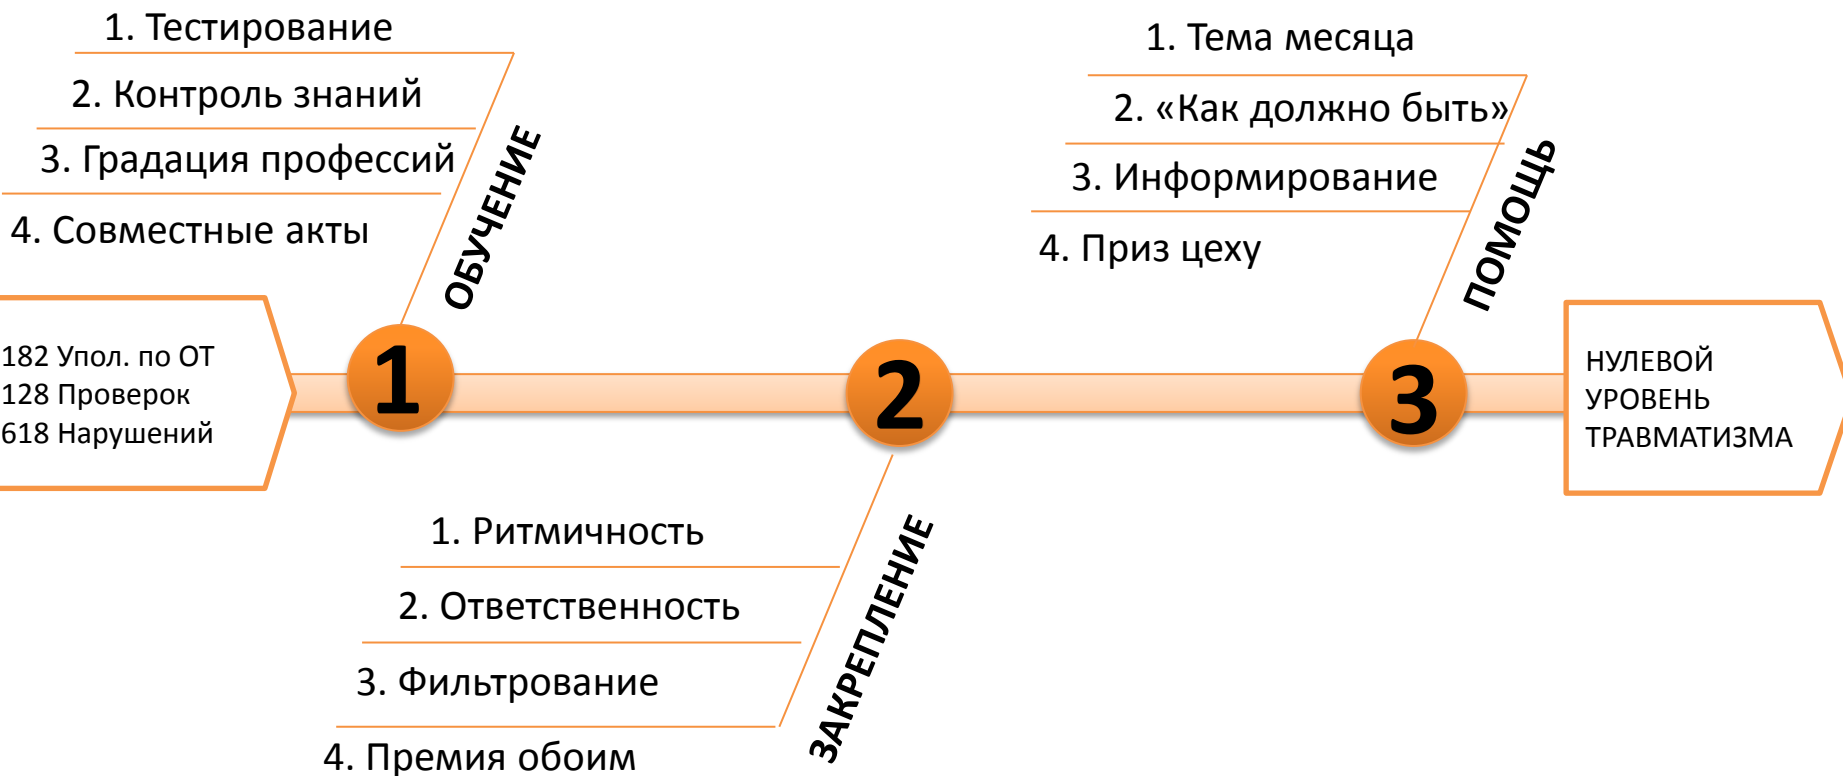 1. Тестирование
2. Контроль знаний
3. Градация профессий
4. Совместные акты
ОБУЧЕНИЕ
1. Тема месяца
2. «Как должно быть»
3. Информирование
4. Приз цеху
ПОМОЩЬ
182 Упол. по ОТ
128 Проверок
618 Нарушений
1
2
3
НУЛЕВОЙ
УРОВЕНЬ
ТРАВМАТИЗМА
1. Ритмичность
2. Ответственность
3. Фильтрование
4. Премия обоим
ЗАКРЕПЛЕНИЕ